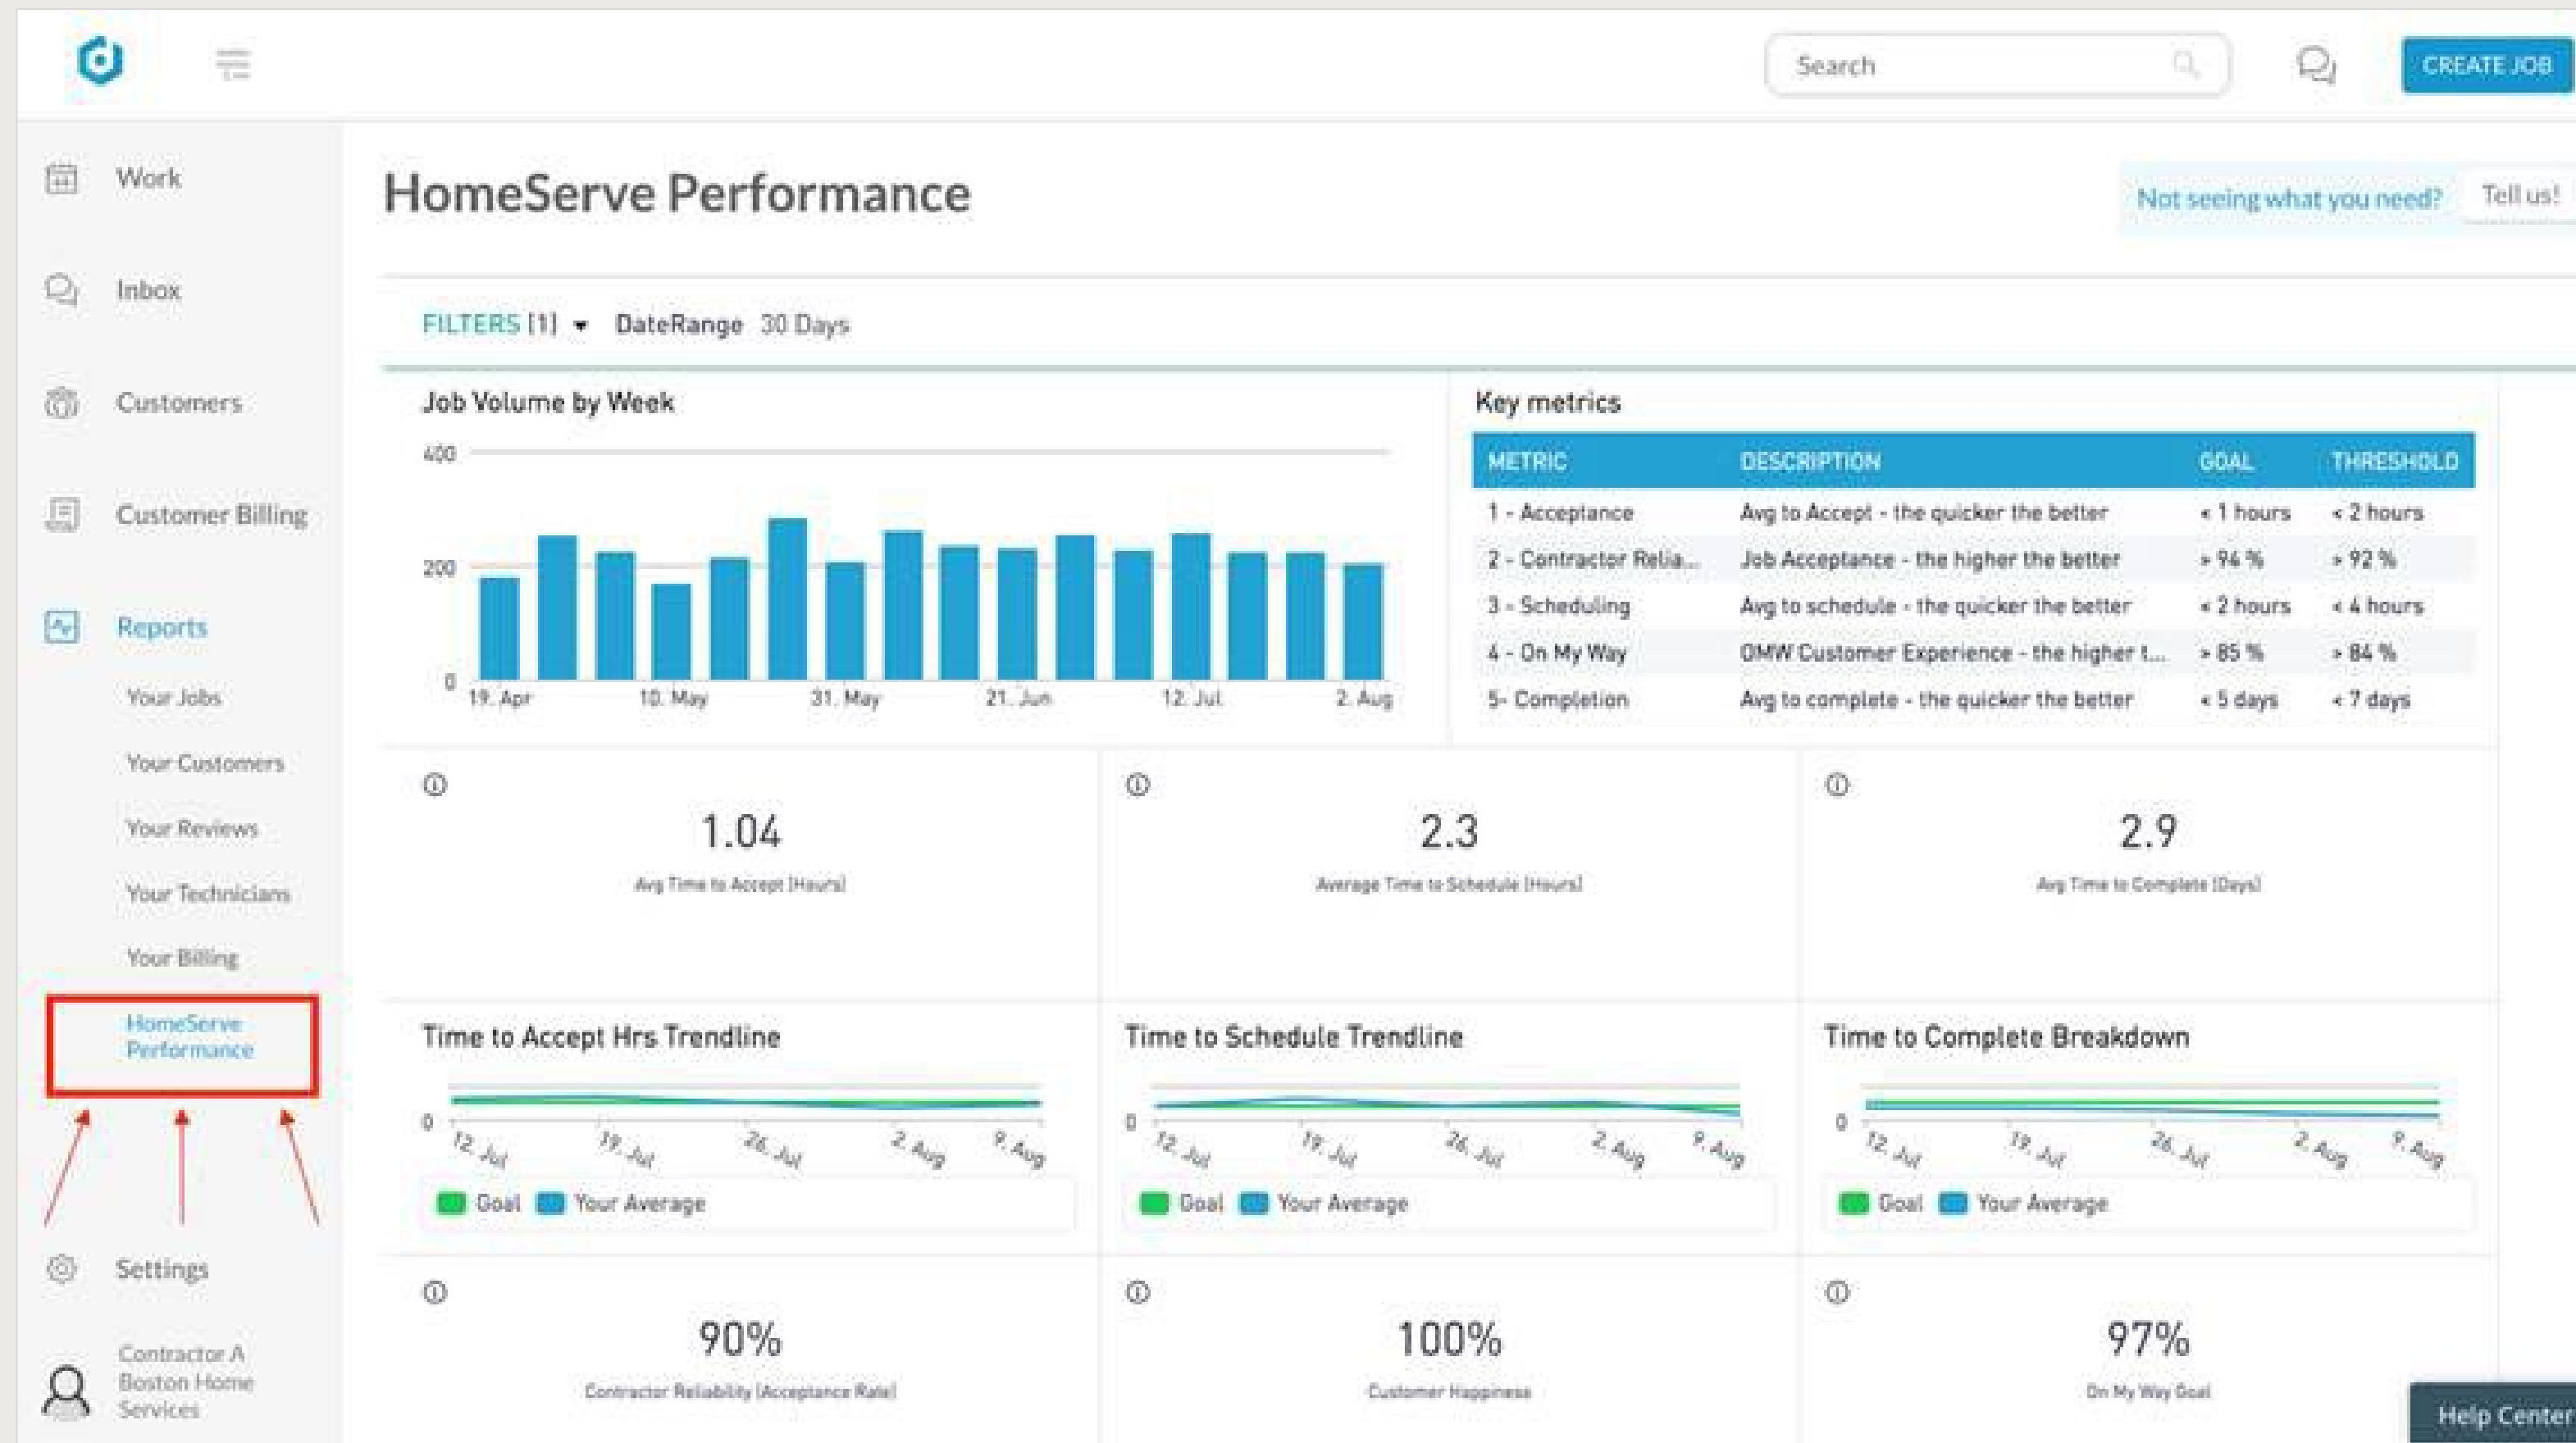 Search
CREATE JOB
Work
Inbox
Customers
Customer Billing
Reports
Your Jobs
Your Customers
Your Reviews
Your Technicians
Your Billing
HomeServe
Performance
Settings
Contractor A
Boston Home
Services
HomeServe Performance
Not seeing what you need? Tell us!
FILTERS (1) DateRange 30 Days
Job Volume by Week
400
200
0
19. Apr 10. May 31. May 21. Jun 12. Jul 2. Aug
Key metrics
METRIC DESCRIPTION GOAL THRESHOLD
1 - Acceptance Avg to Accept - the quicker the better < 1 hours < 2 hours
2 - Contractor Relia... Job Acceptance - the higher the better > 94 % > 92 %
3 - Scheduling Avg to schedule - the quicker the better < 2 hours < 4 hours
4 - On My Way OMW Customer Experience - the higher t... > 85 % > 84 %
5- Completion Avg to complete - the quicker the better < 5 days < 7 days
1.04
Avg Time to Accept (Hours)
2.3
Average Time to Schedule (Hours)
2.9
Avg Time to Complete (Days)
Time to Accept Hrs Trendline
0
12. Jul 19. Jul 26. Jul 2. Aug 9. Aug
Goal Your Average
Time to Schedule Trendline
0
12. Jul 19. Jul 26. Jul 2. Aug 9. Aug
Goal Your Average
Time to Complete Breakdown
0
12. Jul 19. Jul 26. Jul 2. Aug 9. Aug
Goal Your Average
90%
Contractor Reliability (Acceptance Rate)
100%
Customer Happiness
97%
On My Way Goal
Help Center